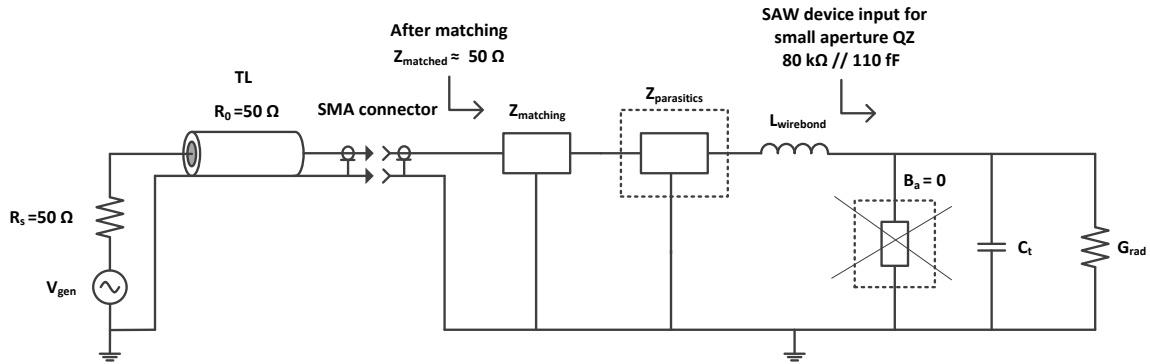 SAW device input for
small aperture QZ
80 kΩ // 110 fF
After matching
Zmatched ≈ 50 Ω
TL
R0 =50 Ω
SMA connector
Zmatching
Zparasitics
Lwirebond
Ba = 0
Rs =50 Ω
Vgen
Ct
Grad